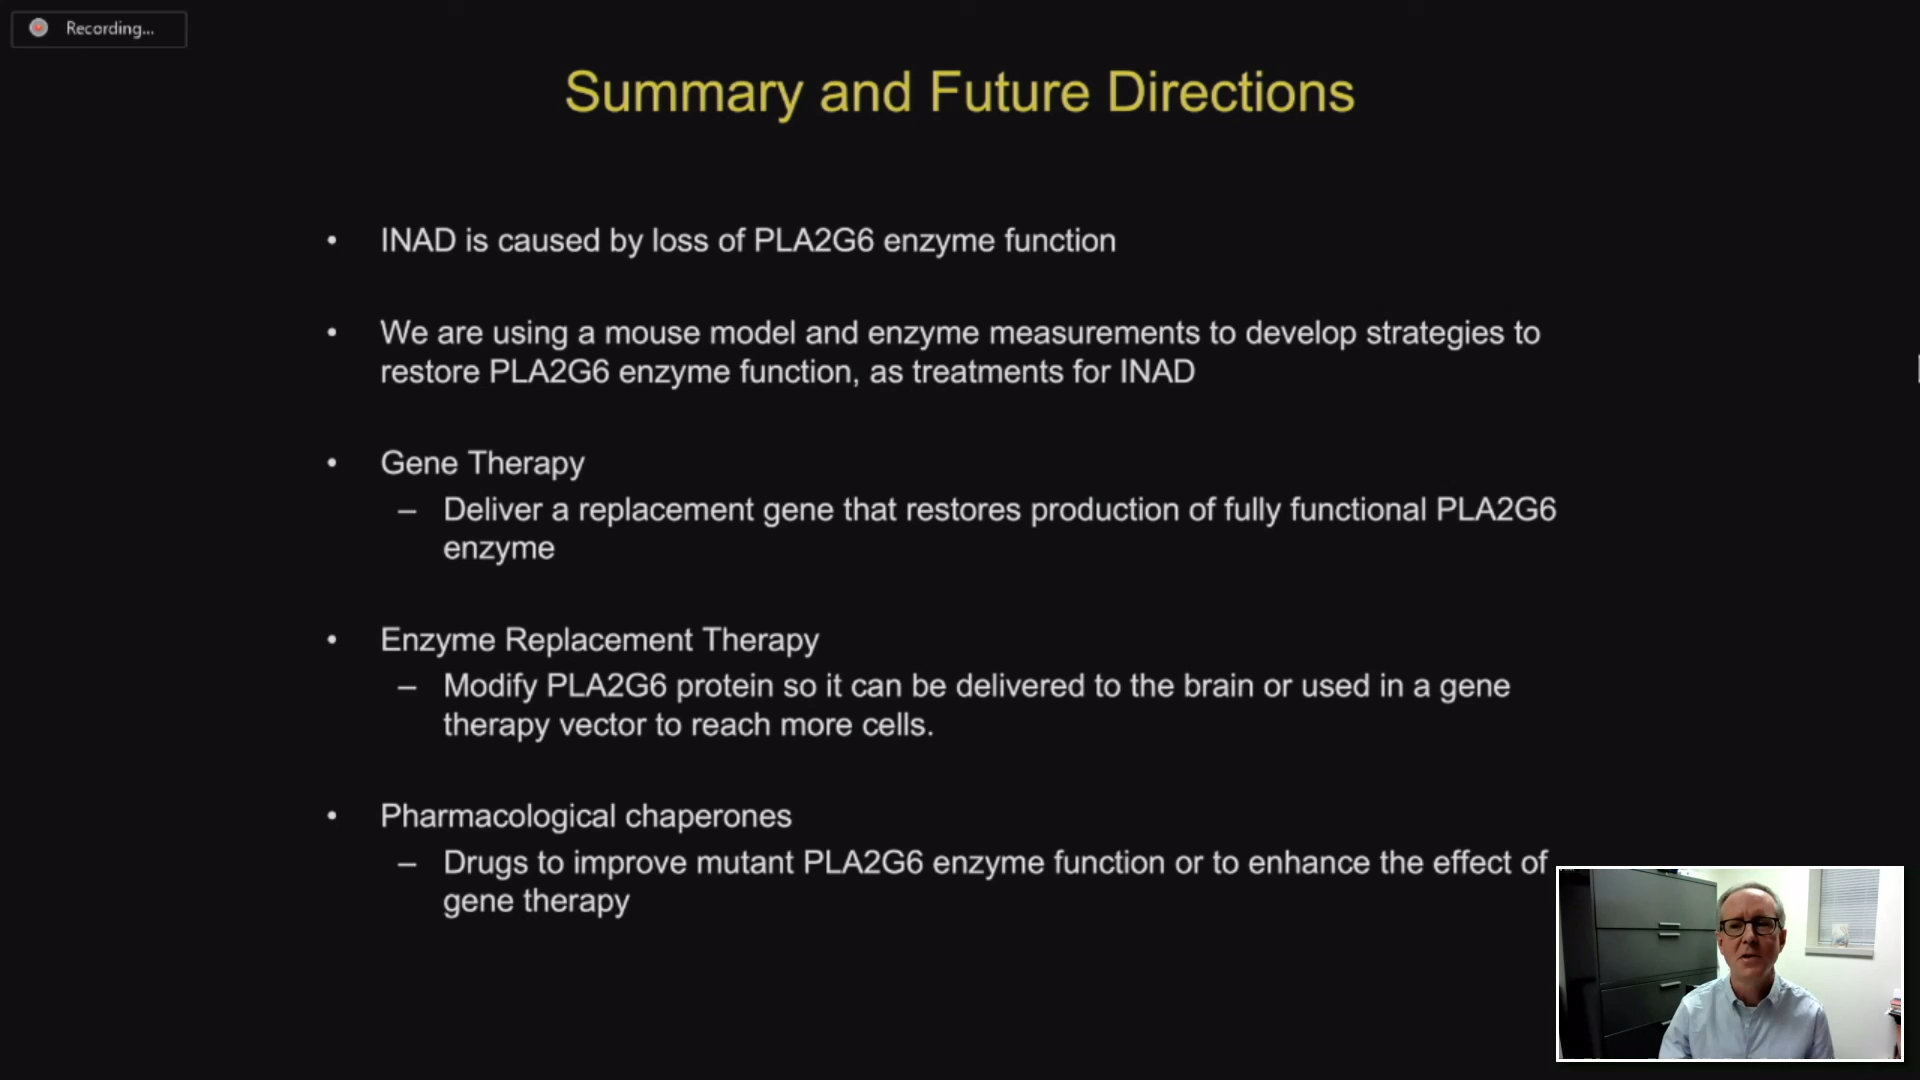 Recording...
Summary and Future Directions
• INAD is caused by loss of PLA2G6 enzyme function
• We are using a mouse model and enzyme measurements to develop strategies to
restore PLA2G6 enzyme function, as treatments for INAD
• Gene Therapy
– Deliver a replacement gene that restores production of fully functional PLA2G6
enzyme
• Enzyme Replacement Therapy
– Modify PLA2G6 protein so it can be delivered to the brain or used in a gene
therapy vector to reach more cells.
• Pharmacological chaperones
– Drugs to improve mutant PLA2G6 enzyme function or to enhance the effect of
gene therapy